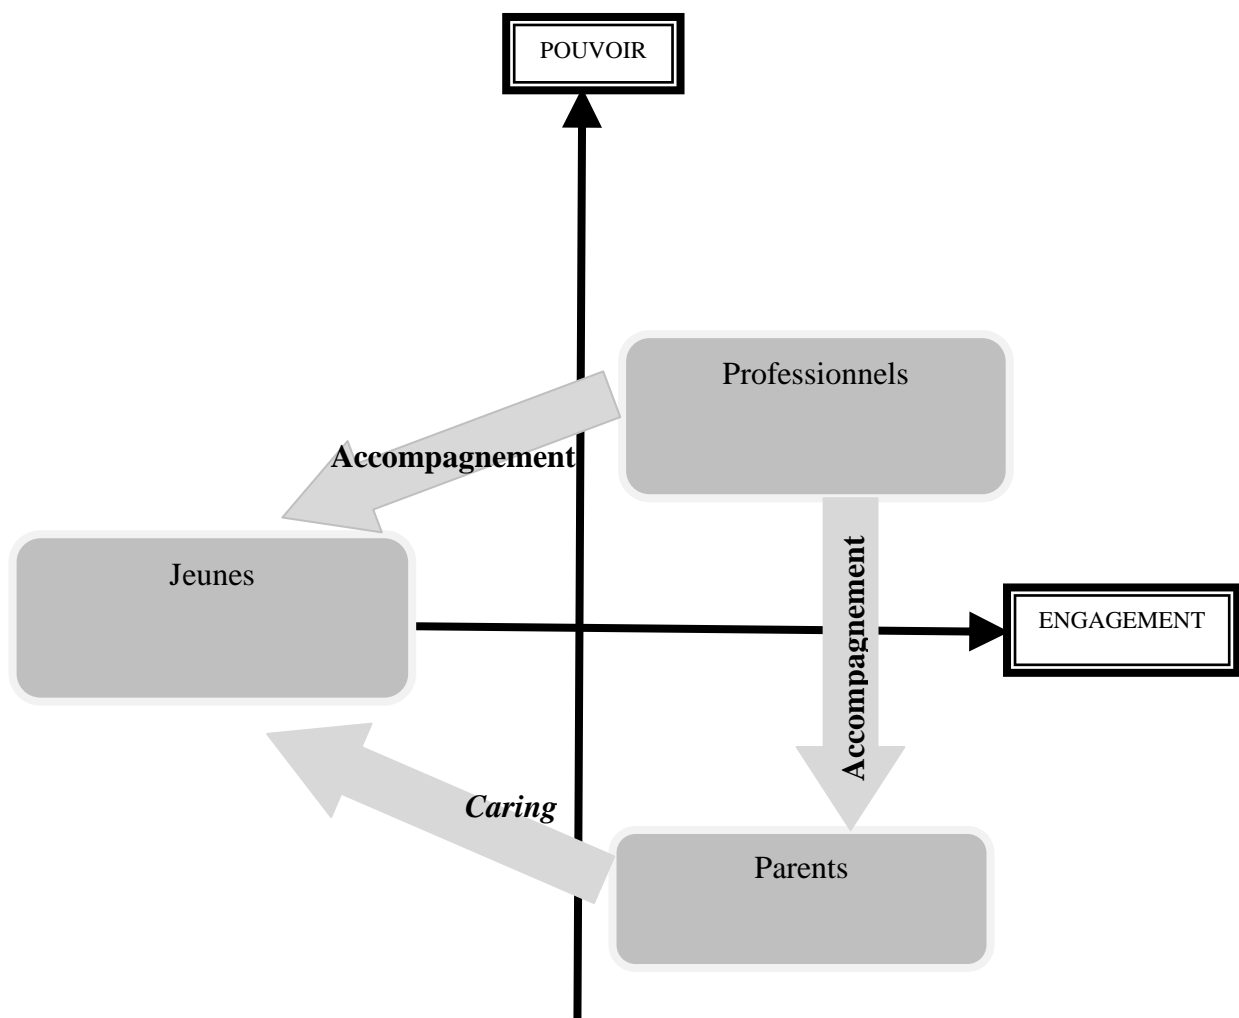 POUVOIR
Professionnels
Accompagnement
Jeunes
Accompagnement
ENGAGEMENT
Caring
Parents